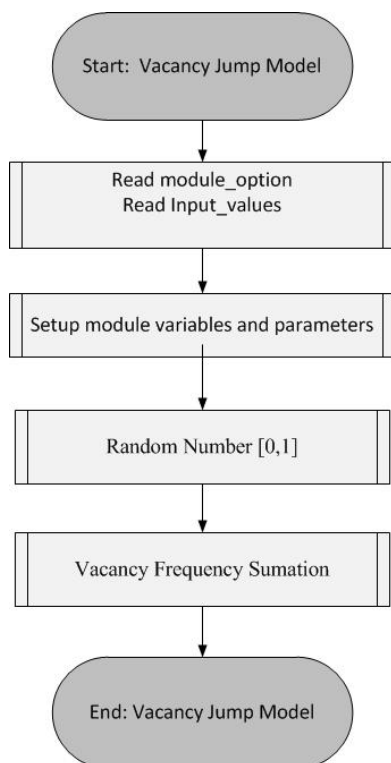 Start: Vacancy Jump Model
Read module_option
Read Input_values
Setup module variables and parameters
Random Number [0,1]
Vacancy Frequency Sumation
End: Vacancy Jump Model